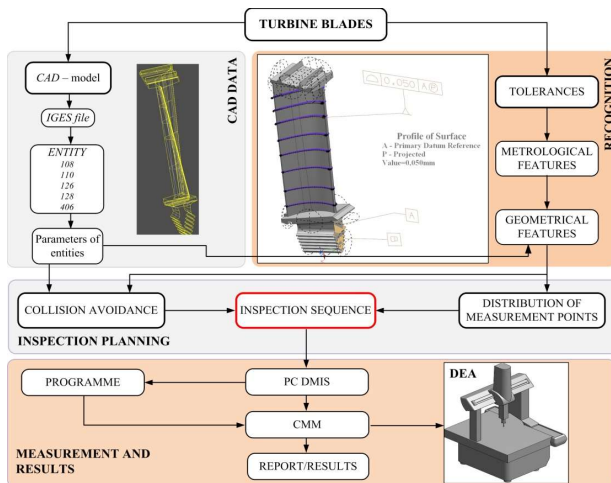 TURBINE BLADES
CAD – model
IGES file
ENTITY
108
110
126
128
406
Parameters of
entities
CAD DATA
0.050 A P
Profile of Surface
A - Primary Datum Reference
P - Projected
Value=0,050mm
A
TOLERANCES
METROLOGICAL
FEATURES
GEOMETRICAL
FEATURES
RECOGNITION
COLLISION AVOIDANCE
INSPECTION SEQUENCE
DISTRIBUTION OF
MEASUREMENT POINTS
INSPECTION PLANNING
PROGRAMME
PC DMIS
CMM
REPORT/RESULTS
DEA
MEASUREMENT AND
RESULTS